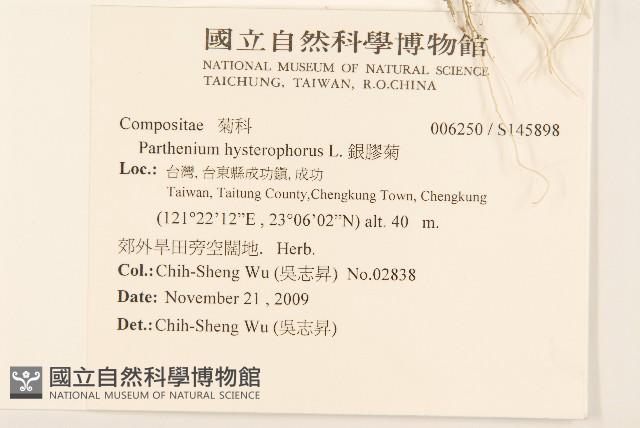 國立自然科學博物館
NATIONAL MUSEUM OF NATURAL SCIENCE
TAICHUNG, TAIWAN, R.O.CHINA
Compositae 菊科 006250 / S145898
Parthenium hysterophorus L. 銀膠菊
Loc.: 台灣, 台東縣成功鎮, 成功
Taiwan, Taitung County,Chengkung Town, Chengkung
(121°22'12”E , 23°06'02”N) alt. 40 m.
郊外旱田旁空闊地. Herb.
Col.: Chih-Sheng Wu (吳志昇) No.02838
Date: November 21 , 2009
Det.: Chih-Sheng Wu (吳志昇)
國立自然科學博物館
NATIONAL MUSEUM OF NATURAL SCIENCE